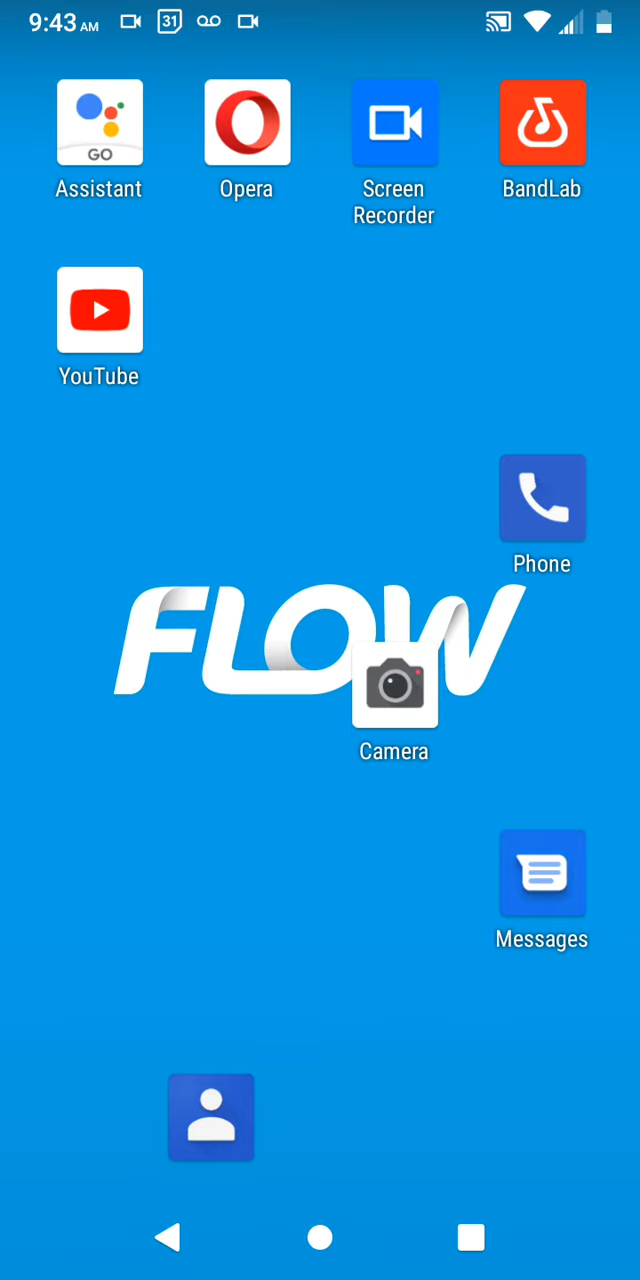 9:43 AM
31
GO
Assistant
Opera
Screen
Recorder
BandLab
YouTube
Phone
FLOW
Camera
Messages